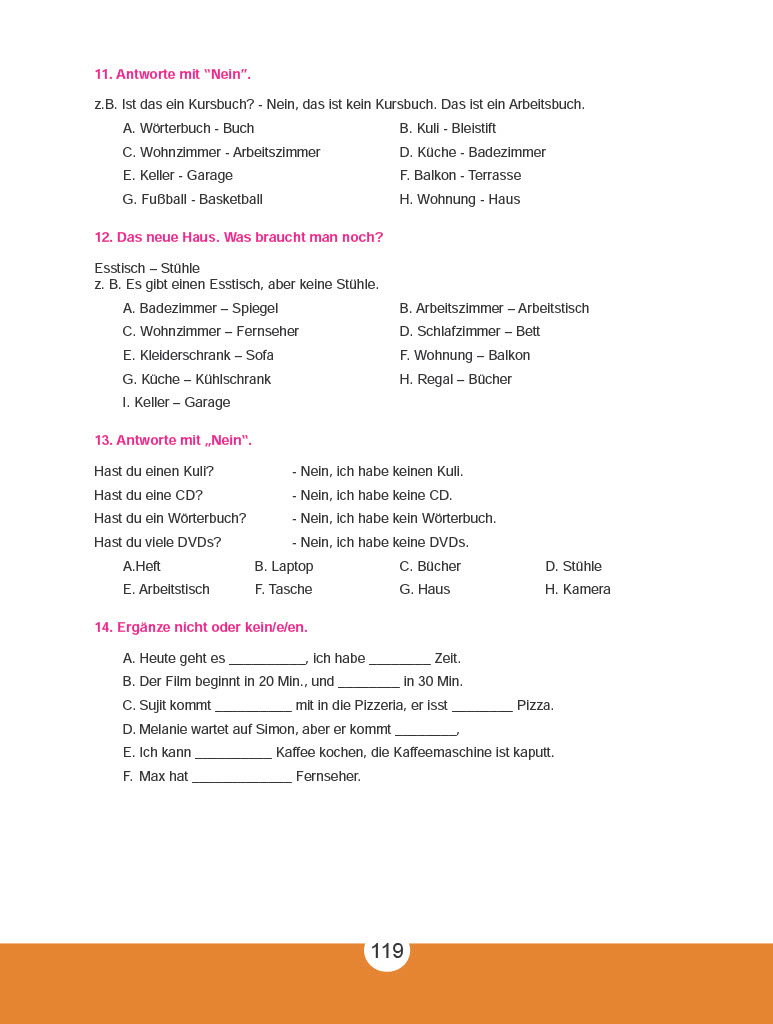 11. Antworte mit "Nein".
z.B. Ist das ein Kursbuch? - Nein, das ist kein Kursbuch. Das ist ein Arbeitsbuch.
A. Wörterbuch - Buch B. Kuli - Bleistift
C. Wohnzimmer - Arbeitszimmer D. Küche - Badezimmer
E. Keller - Garage F. Balkon - Terrasse
G. Fußball - Basketball H. Wohnung - Haus
12. Das neue Haus. Was braucht man noch?
Esstisch – Stühle
z. B. Es gibt einen Esstisch, aber keine Stühle.
A. Badezimmer – Spiegel B. Arbeitszimmer – Arbeitstisch
C. Wohnzimmer – Fernseher D. Schlafzimmer – Bett
E. Kleiderschrank – Sofa F. Wohnung – Balkon
G. Küche – Kühlschrank H. Regal – Bücher
I. Keller – Garage
13. Antworte mit „Nein“.
Hast du einen Kuli? - Nein, ich habe keinen Kuli.
Hast du eine CD? - Nein, ich habe keine CD.
Hast du ein Wörterbuch? - Nein, ich habe kein Wörterbuch.
Hast du viele DVDs? - Nein, ich habe keine DVDs.
A.Heft B. Laptop C. Bücher D. Stühle
E. Arbeitstisch F. Tasche G. Haus H. Kamera
14. Ergänze nicht oder kein/e/en.
A. Heute geht es __________, ich habe ________ Zeit.
B. Der Film beginnt in 20 Min., und ________ in 30 Min.
C. Sujit kommt __________ mit in die Pizzeria, er isst ________ Pizza.
D. Melanie wartet auf Simon, aber er kommt ________,
E. Ich kann __________ Kaffee kochen, die Kaffeemaschine ist kaputt.
F. Max hat _____________ Fernseher.
119